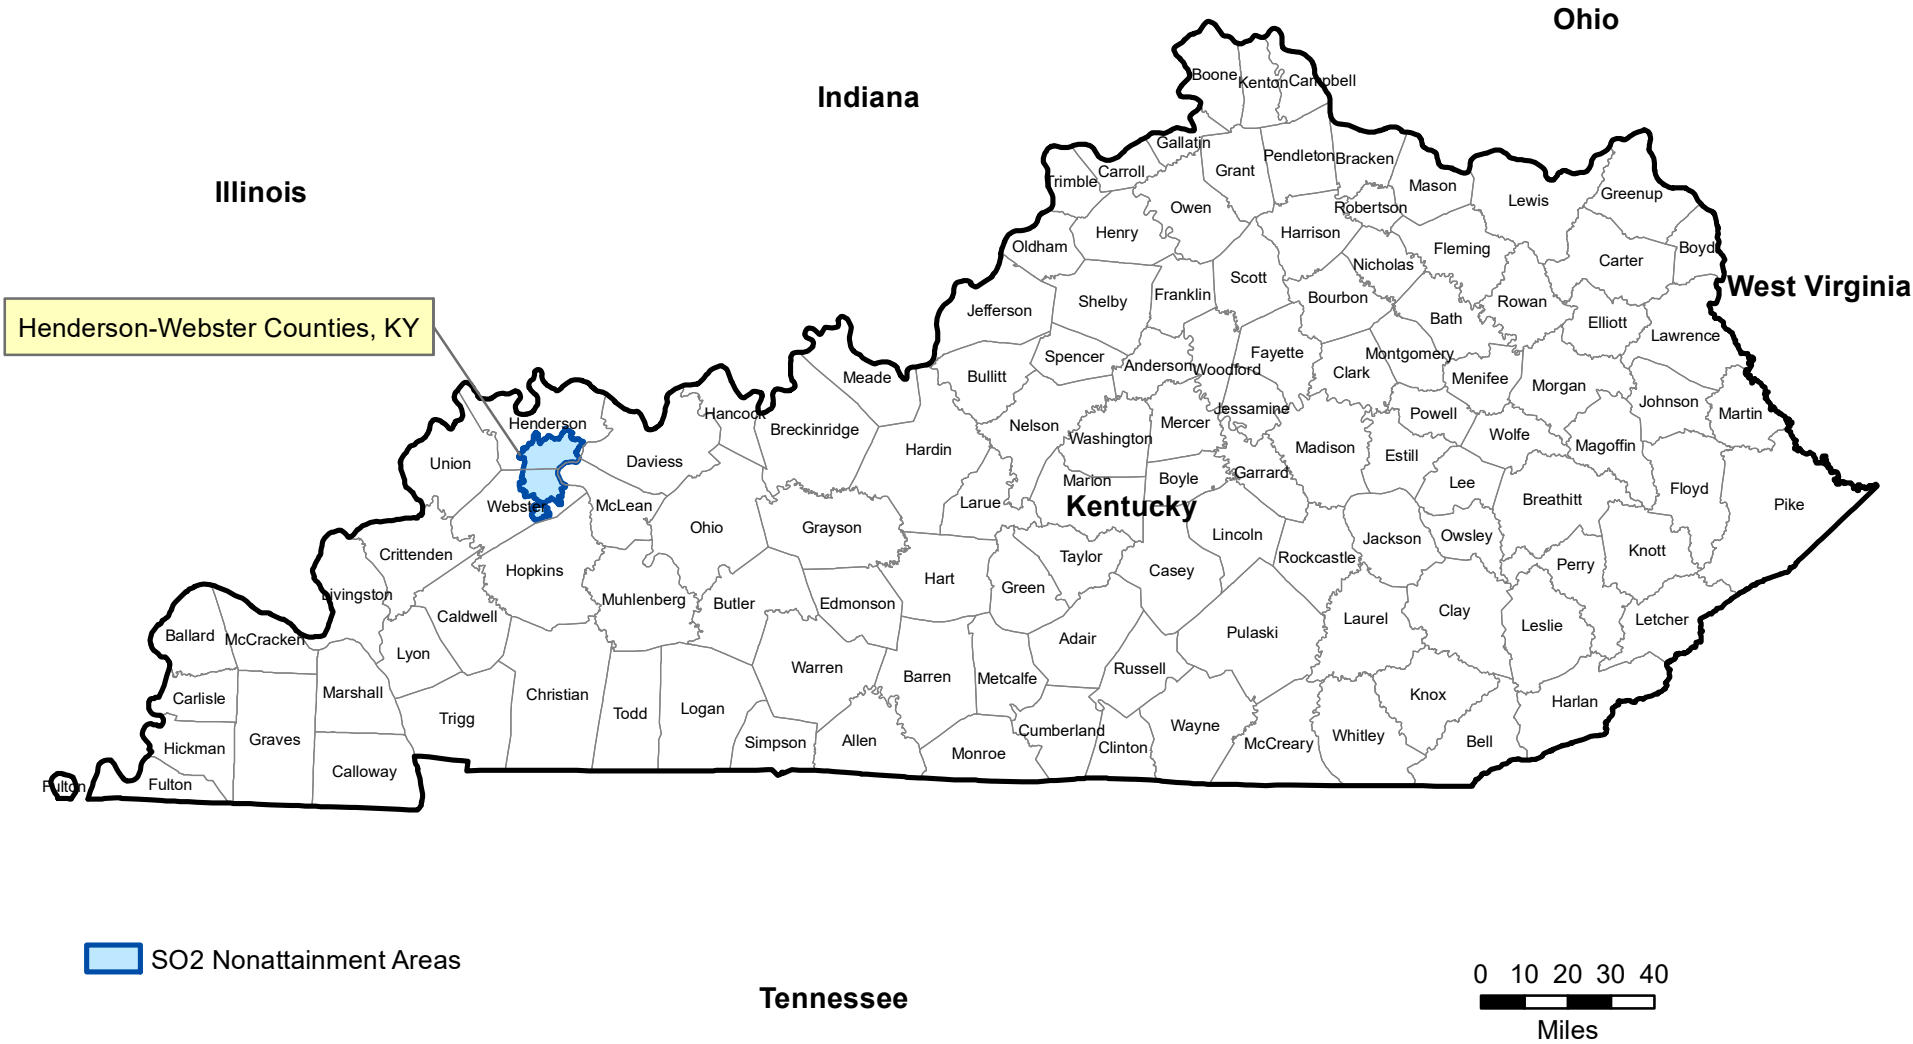 Ohio
Indiana
Illinois
West Virginia
Henderson-Webster Counties, KY
Boone
Kenton
Campbell
Gallatin
Pendleton
Bracken
Carroll
Grant
Trimble
Mason
Lewis
Greenup
Owen
Robertson
Henry
Harrison
Oldham
Fleming
Boyd
Carter
Nicholas
Scott
Franklin
Shelby
Bourbon
Rowan
Jefferson
Bath
Elliott
Lawrence
Fayette
Montgomery
Spencer
Anderson
Woodford
Clark
Menifee
Morgan
Bullitt
Meade
Johnson
Martin
Jessamine
Powell
Hancock
Mercer
Henderson
Nelson
Breckinridge
Washington
Wolfe
Magoffin
Madison
Hardin
Estill
Union
Daviess
Garrard
Marion
Boyle
Lee
Floyd
Breathitt
Larue
Pike
Webster
McLean
Kentucky
Ohio
Grayson
Lincoln
Owsley
Jackson
Knott
Crittenden
Taylor
Rockcastle
Perry
Hopkins
Casey
Hart
Green
Livingston
Muhlenberg
Butler
Edmonson
Clay
Caldwell
Laurel
Letcher
Leslie
Pulaski
Ballard
McCracken
Adair
Lyon
Warren
Russell
Barren
Metcalfe
Marshall
Christian
Knox
Carlisle
Harlan
Logan
Todd
Trigg
Wayne
Cumberland
Whitley
Graves
Allen
Bell
Simpson
McCreary
Hickman
Clinton
Monroe
Calloway
Fulton
Fulton
SO2 Nonattainment Areas
Tennessee
0 10 20 30 40
Miles